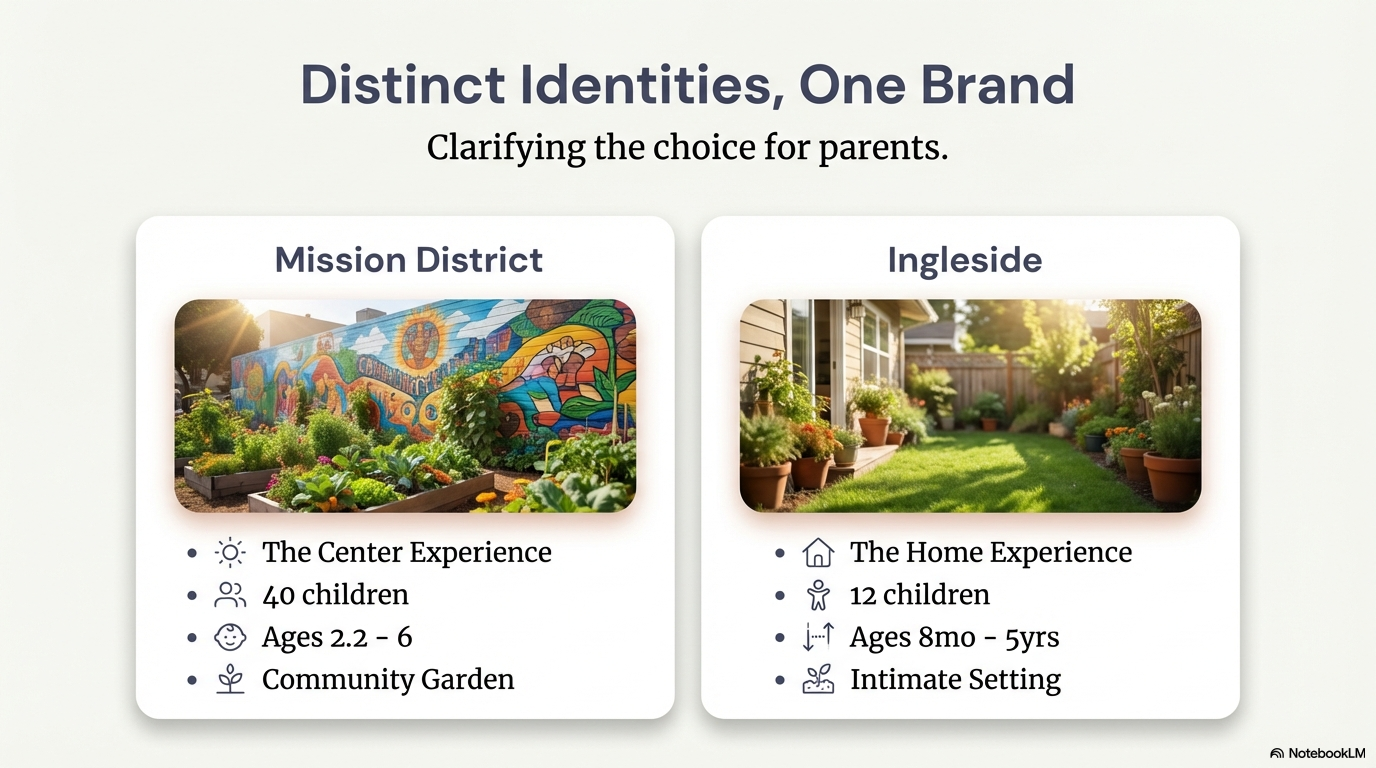 Distinct Identities, One Brand
Clarifying the choice for parents.
Mission District
The Center Experience
40 children
Ages 2.2 - 6
Community Garden
Ingleside
The Home Experience
12 children
Ages 8mo - 5yrs
Intimate Setting
NotebookLM